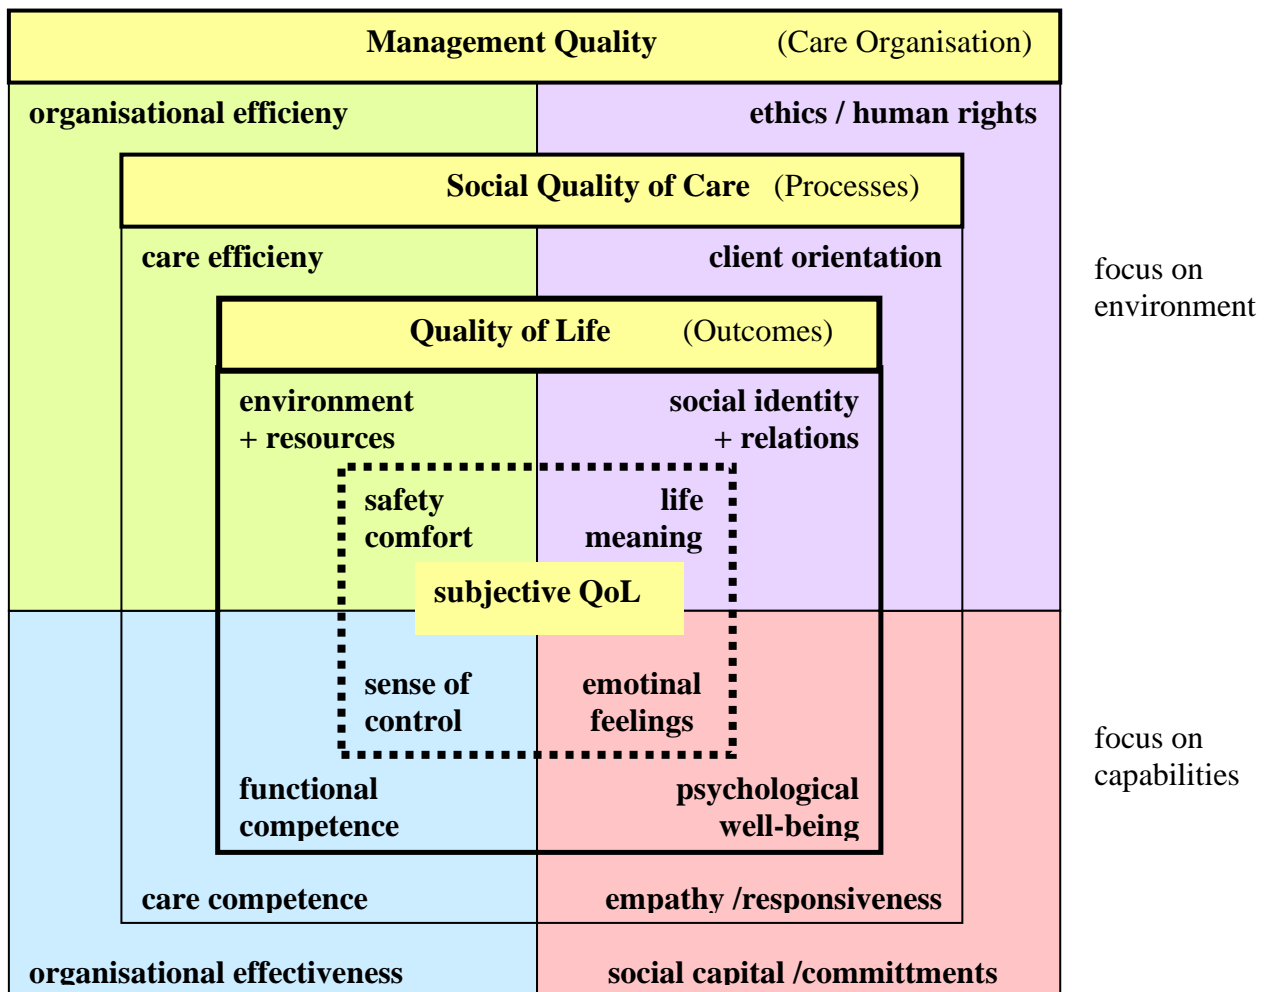 Management Quality (Care Organisation)
organisational efficieny ethics / human rights
Social Quality of Care (Processes)
care efficieny client orientation
focus on
environment
Quality of Life (Outcomes)
environment
+ resources
social identity
+ relations
safety
comfort
life
meaning
subjective QoL
sense of
control
emotinal
feelings
focus on
capabilities
functional
competence
psychological
well-being
care competence empathy /responsiveness
organisational effectiveness social capital /committments